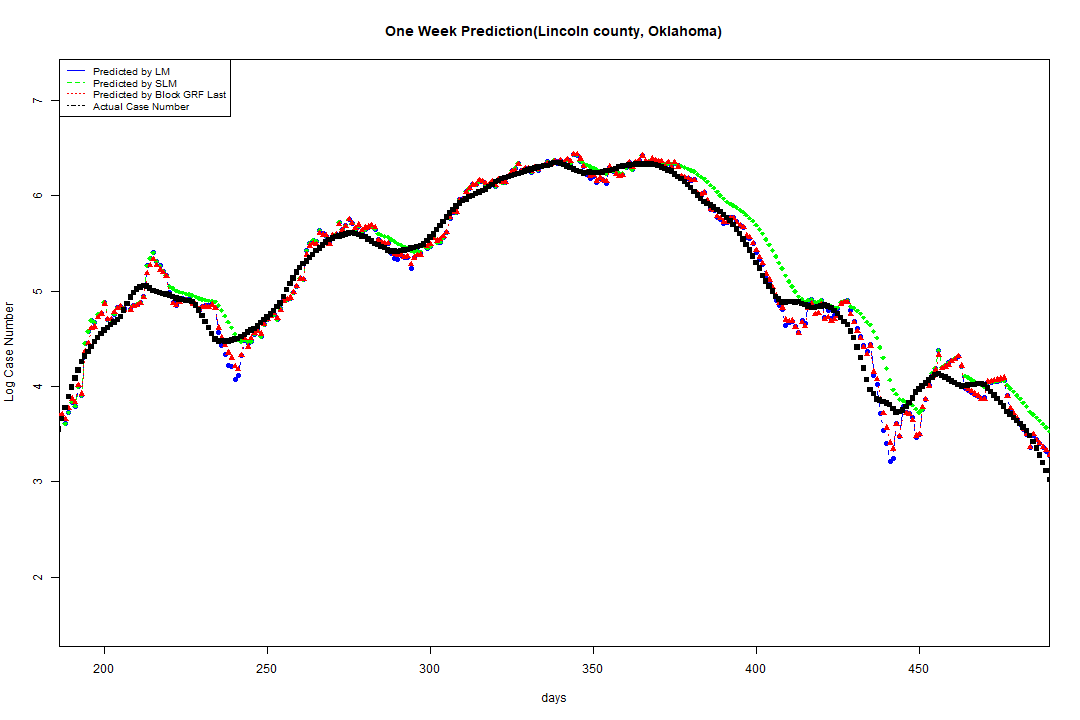 One Week Prediction(Lincoln county, Oklahoma)
Predicted by LM
Predicted by SLM
Predicted by Block GRF Last
Actual Case Number
7
6
5
4
3
2
Log Case Number
200 250 300 350 400 450
days